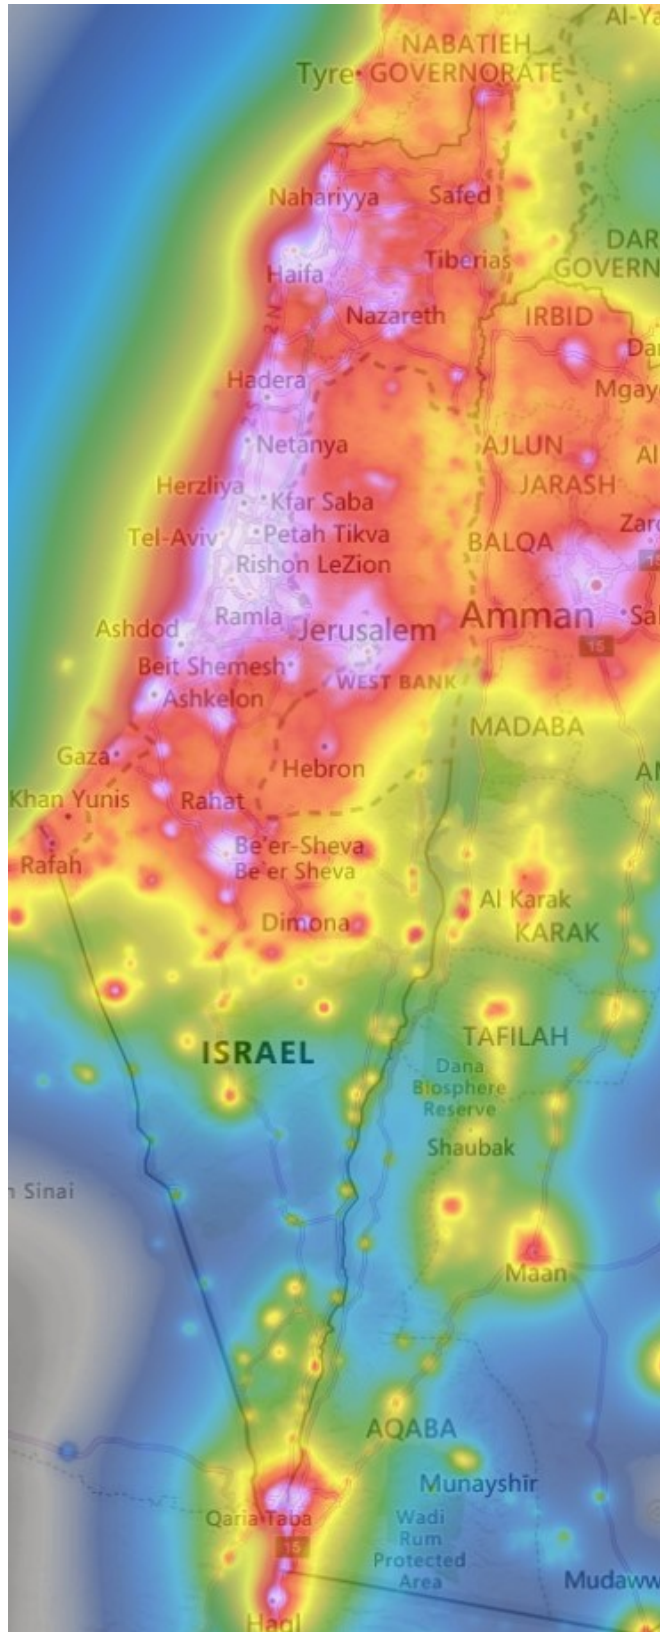 Al-Ya
NABATIEH
Tyre GOVERNORATE
Nahariyya
Safed
DAR
GOVERN
Haifa
Tiberias
Nazareth
IRBID
Dar
Hadera
Mgay
Netanya
AJLUN
Al
Herzliya
Kfar Saba
JARASH
Tel-Aviv
Petah Tikva
BALQA
Zar
Rishon LeZion
15
Ramla
Amman
Sa
Ashdod
Jerusalem
15
Beit Shemesh
WEST BANK
Ashkelon
MADABA
Gaza
Hebron
Khan Yunis
Rahat
Be'er-Sheva
Be'er Sheva
Rafah
Al Karak
Dimona
KARAK
ISRAEL
TAFILAH
Dana
Biosphere
Reserve
Shaubak
n Sinai
Maan
AQABA
Munayshīr
Qaria Taba
Wadi
Rum
Protected
Area
15
Mudaww
Haql